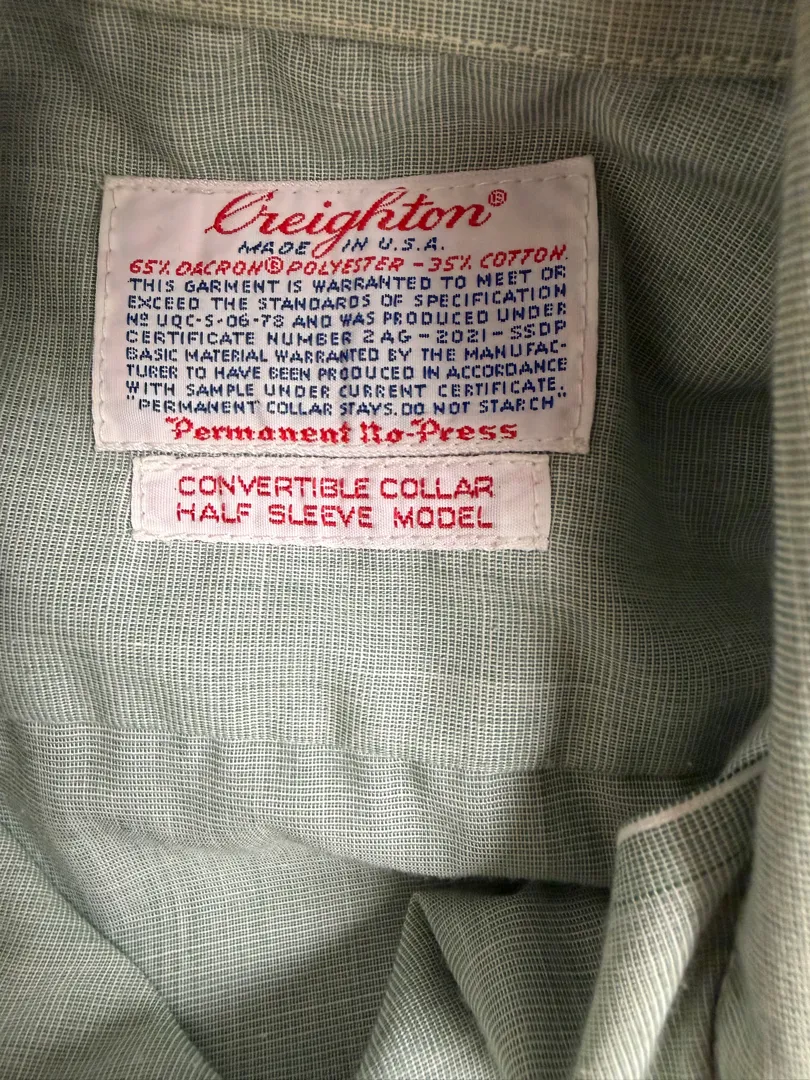 Creighton®
MADE IN U.S.A.
65% DACRON® POLYESTER - 35% COTTON.
THIS GARMENT IS WARRANTED TO MEET OR
EXCEED THE STANDARDS OF SPECIFICATION
Nº UQC-S-06-78 AND WAS PRODUCED UNDER
CERTIFICATE NUMBER 2AG-2021-SSDP
BASIC MATERIAL WARRANTED BY THE MANUFAC-
TURER TO HAVE BEEN PRODUCED IN ACCORDANCE
WITH SAMPLE UNDER CURRENT CERTIFICATE.
"PERMANENT COLLAR STAYS. DO NOT STARCH"
Permanent No-Press
CONVERTIBLE COLLAR
HALF SLEEVE MODEL